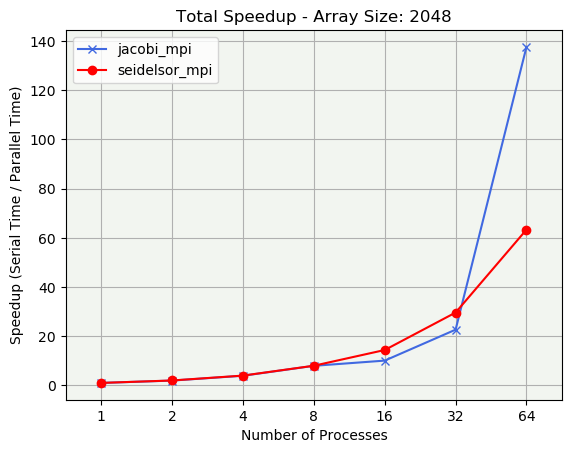 Total Speedup - Array Size: 2048
jacobi_mpi
seidelsor_mpi
Speedup (Serial Time / Parallel Time)
140
120
100
80
60
40
20
0
1 2 4 8 16 32 64
Number of Processes